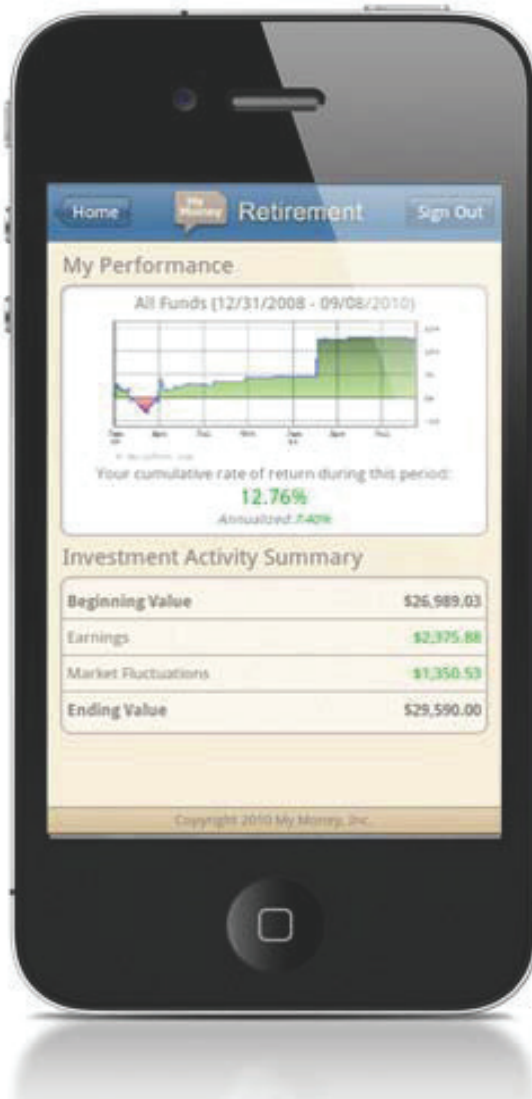 Home
My Money
Retirement
Sign Out
My Performance
All Funds (12/31/2008 - 09/08/2010)
Your cumulative rate of return during this period:
12.76%
Annualized 7.40%
Investment Activity Summary
Beginning Value $26,989.03
Earnings $2,375.88
Market Fluctuations $1,350.53
Ending Value $29,590.00
Copyright 2010 My Money, Inc.